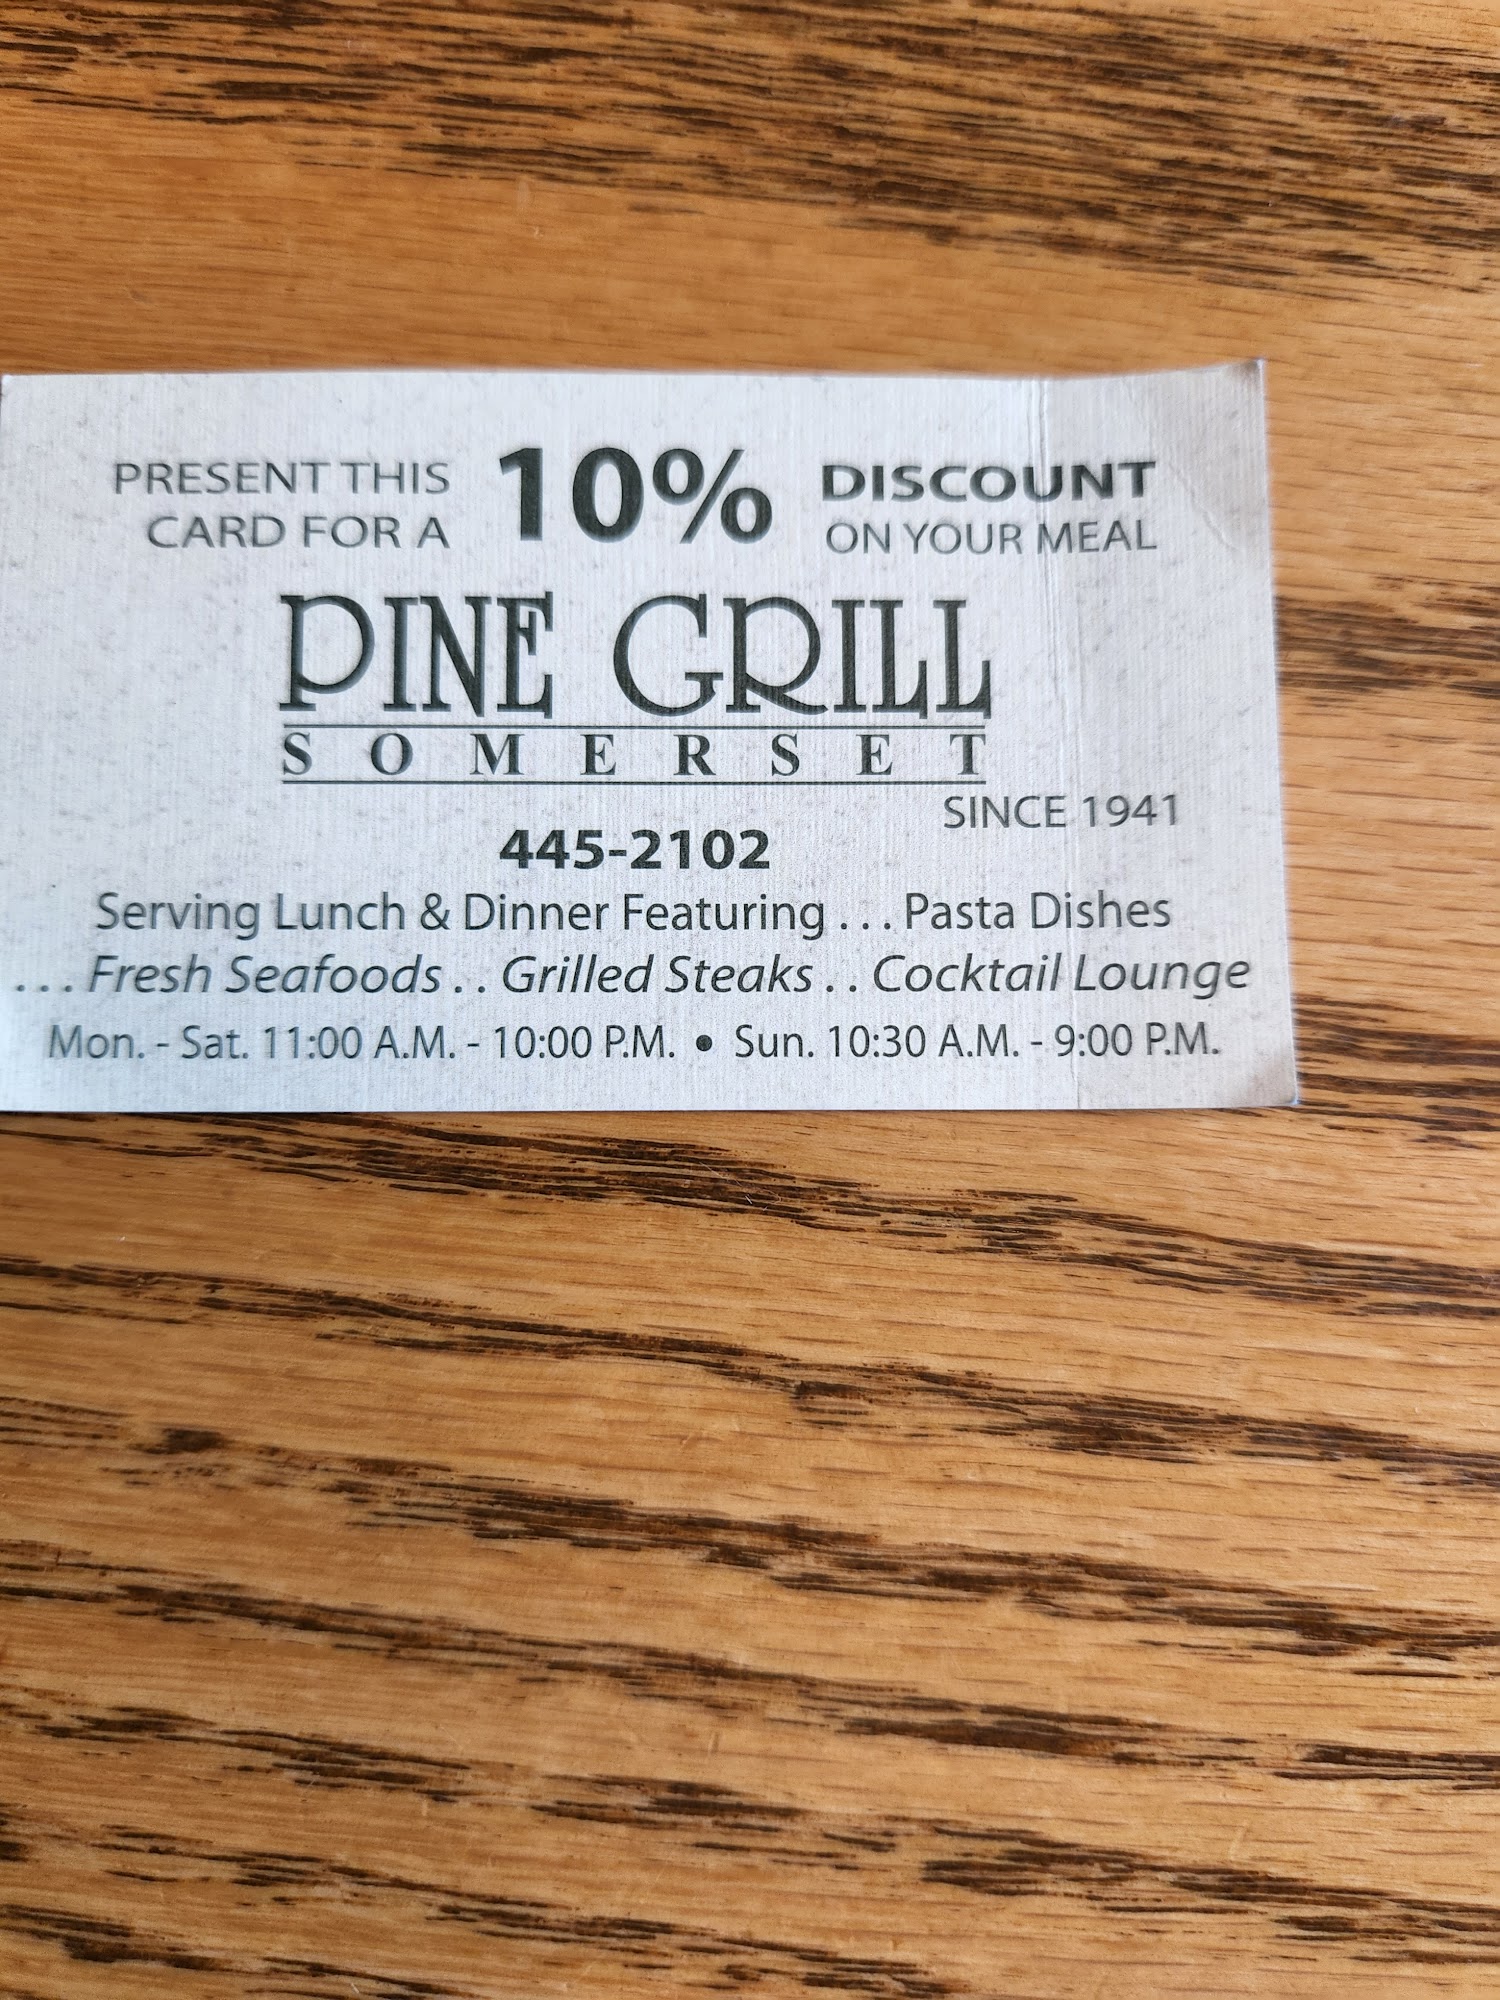 PRESENT THIS CARD FOR A 10% DISCOUNT ON YOUR MEAL
PINE GRILL
SOMERSET
SINCE 1941
445-2102
Serving Lunch & Dinner Featuring . . . Pasta Dishes
. . . Fresh Seafoods . . Grilled Steaks . . Cocktail Lounge
Mon. - Sat. 11:00 A.M. - 10:00 P.M. • Sun. 10:30 A.M. - 9:00 P.M.